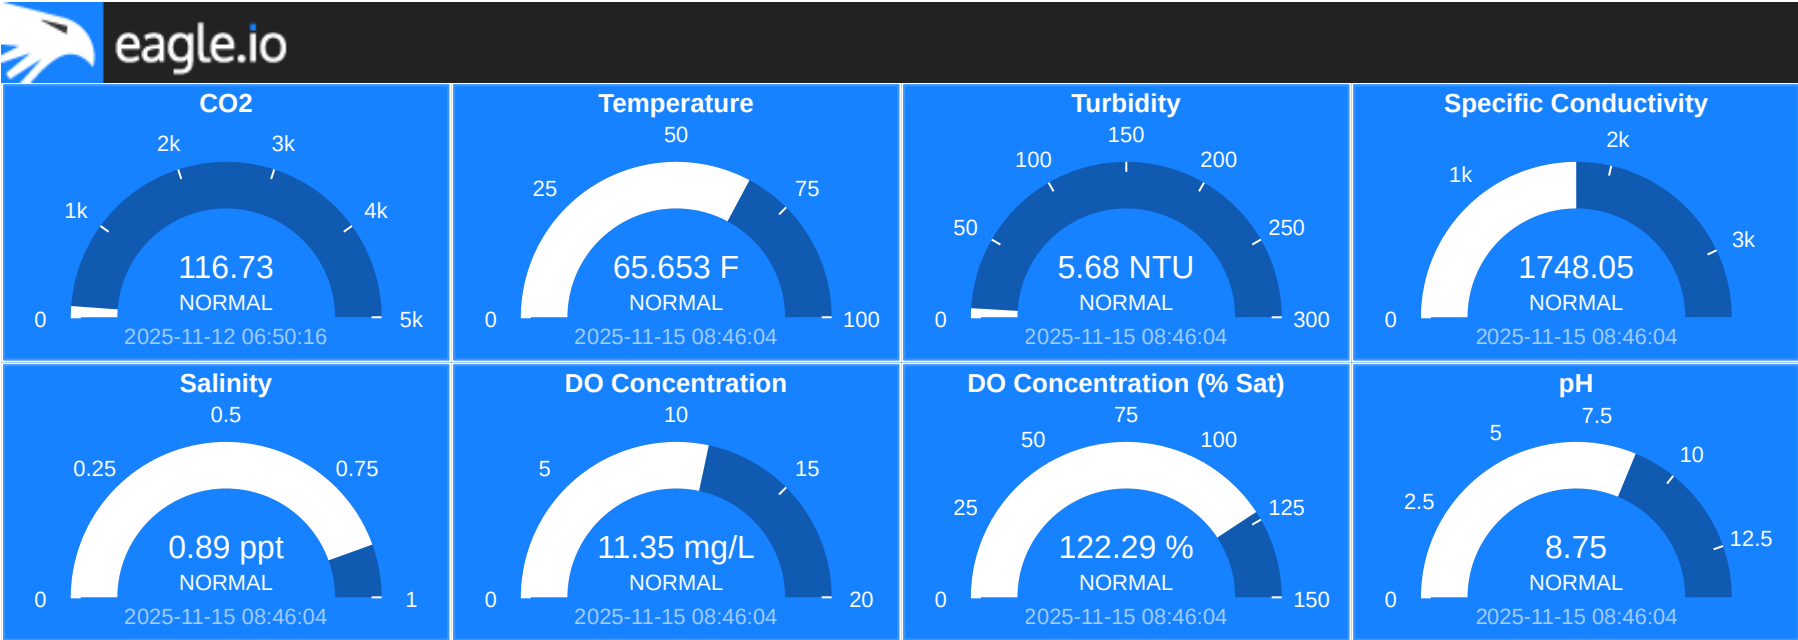 eagle.io
CO2
2k 3k
1k 4k
116.73
NORMAL
0 5k
2025-11-12 06:50:16
Temperature
50
25 75
65.653 F
NORMAL
0 100
2025-11-15 08:46:04
Turbidity
150
100 200
50 250
5.68 NTU
NORMAL
0 300
2025-11-15 08:46:04
Specific Conductivity
2k
1k
3k
1748.05
NORMAL
0
2025-11-15 08:46:04
Salinity
0.5
0.25 0.75
0.89 ppt
NORMAL
0 1
2025-11-15 08:46:04
DO Concentration
10
5 15
11.35 mg/L
NORMAL
0 20
2025-11-15 08:46:04
DO Concentration (% Sat)
75
50 100
25 125
122.29 %
NORMAL
0 150
2025-11-15 08:46:04
pH
7.5
5 10
2.5 12.5
8.75
NORMAL
0
2025-11-15 08:46:04